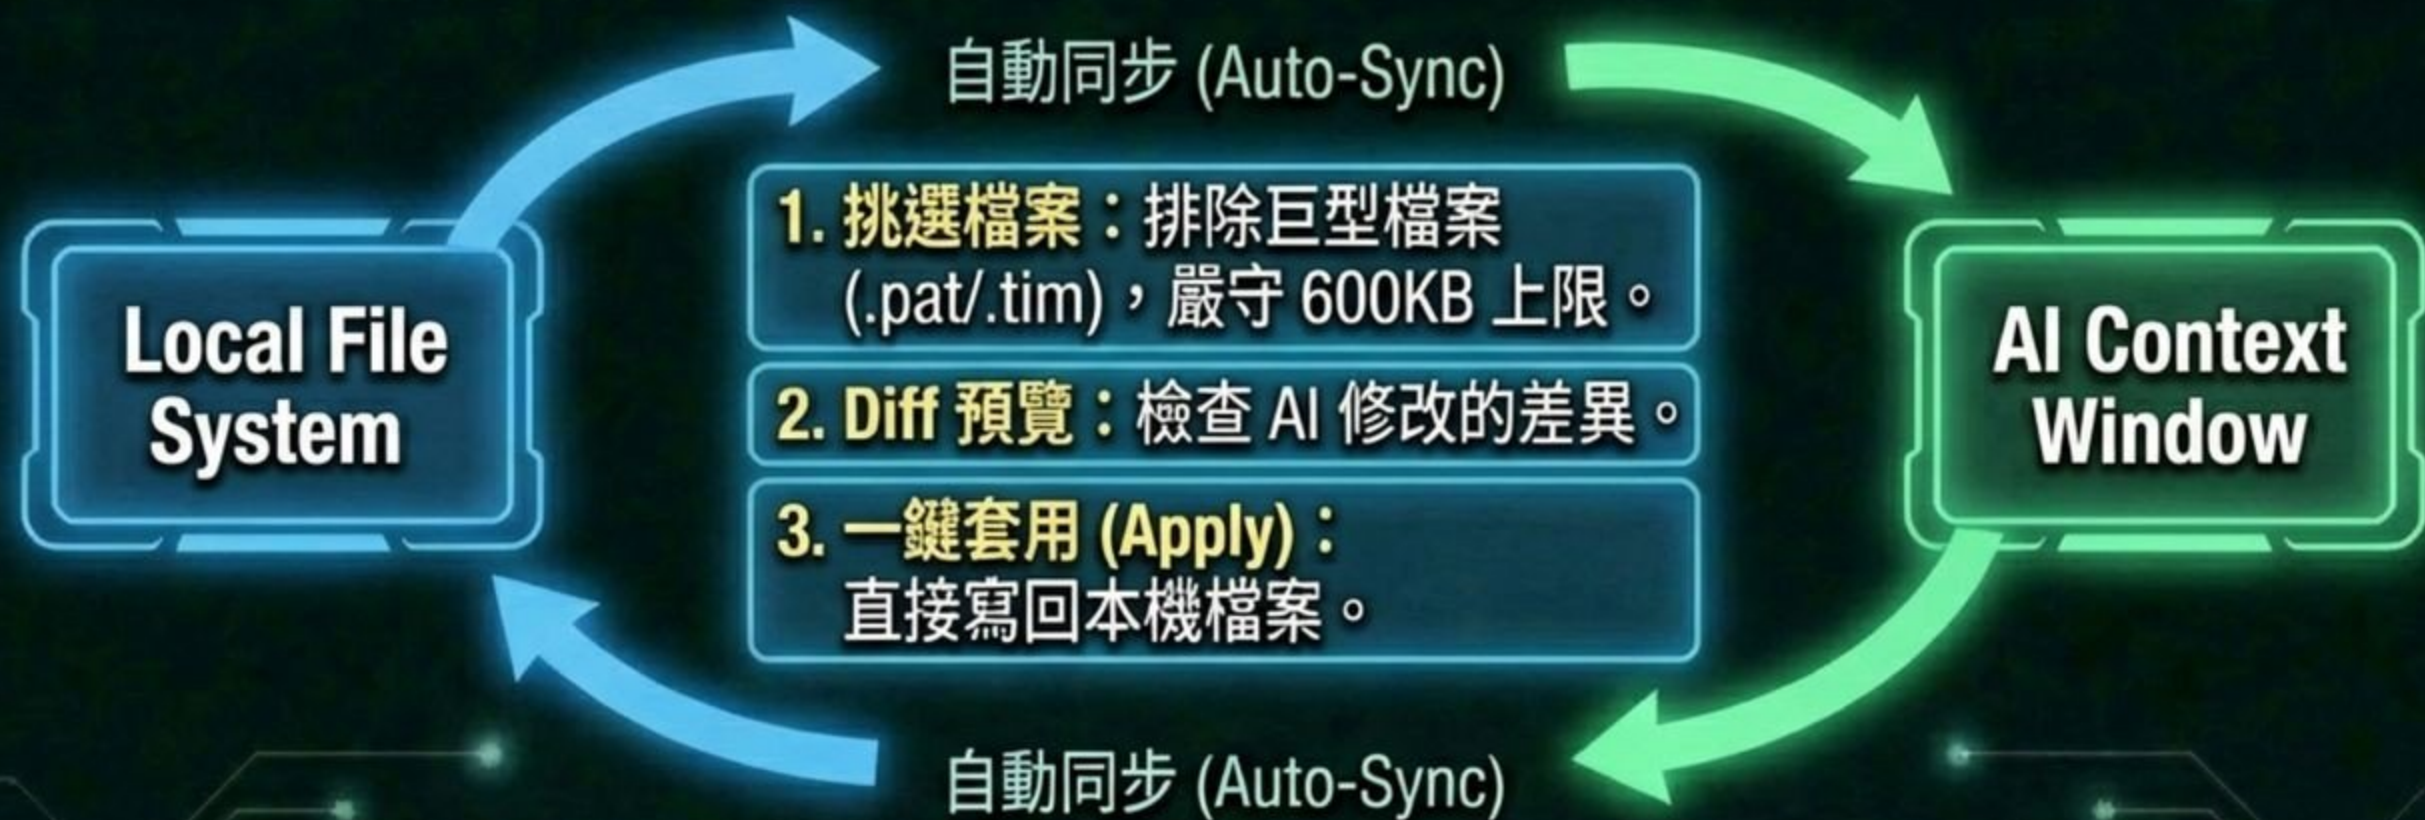 自動同步 (Auto-Sync)
Local File
System
1. 挑選檔案：排除巨型檔案
(.pat/.tim)，嚴守 600KB 上限。
2. Diff 預覽：檢查 AI 修改的差異。
3. 一鍵套用 (Apply)：
直接寫回本機檔案。
AI Context
Window
自動同步 (Auto-Sync)